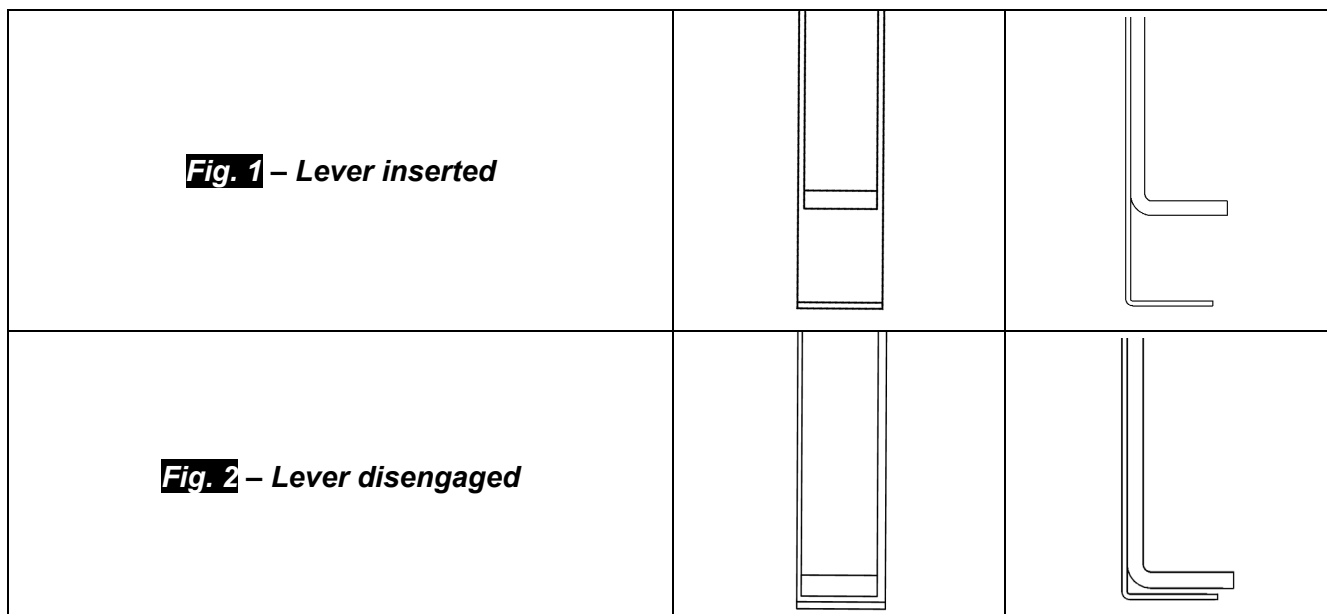 Fig. 1 – Lever inserted
Fig. 2 – Lever disengaged